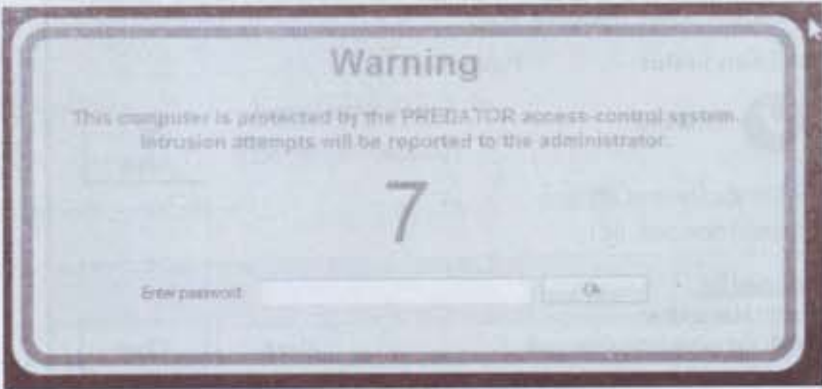 Warning
This computer is protected by the PREDATOR access-control system.
Intrusion attempts will be reported to the administrator.
7
Enter password:
Ok